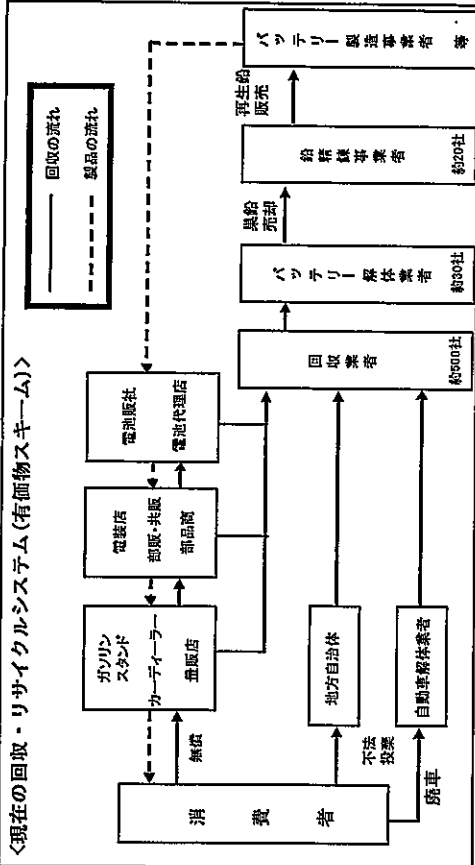 <現在の回収・リサイクルシステム(有価物スキーム)>
回収の流れ
製品の流れ
消費者
無償
不法
投棄
廃車
ガソリン
スタンド
カーディーラー
量販店
電装店
部販・共販
部品商
電池販社
電池代理店
地方自治体
自動車解体業者
回収業者
約500社
バッテリー解体業者
約30社
巣鉛
売却
鉛精錬事業者
約20社
再生鉛
販売
バッテリー製造事業者 等